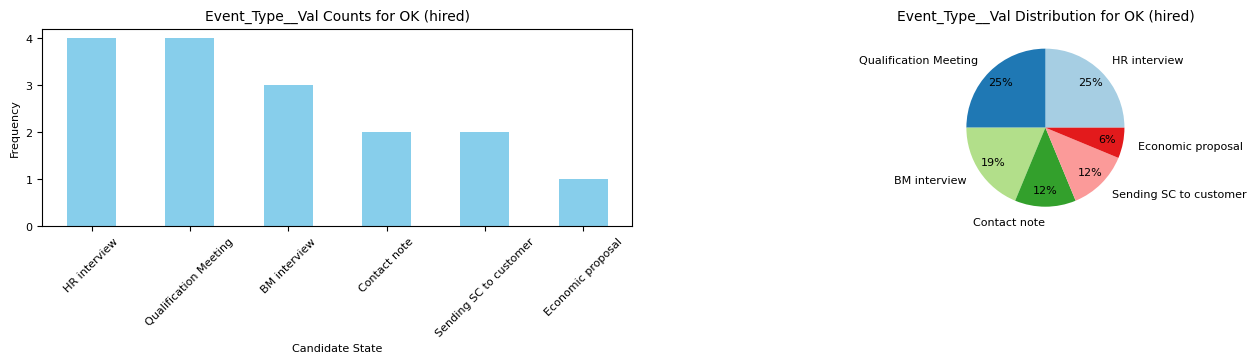 Event_Type__Val Counts for OK (hired)
Frequency
4
3
2
1
0
HR interview
Qualification Meeting
BM interview
Contact note
Sending SC to customer
Economic proposal
Candidate State
Event_Type__Val Distribution for OK (hired)
HR interview
25%
Qualification Meeting
25%
BM interview
19%
Contact note
12%
Sending SC to customer
12%
Economic proposal
6%